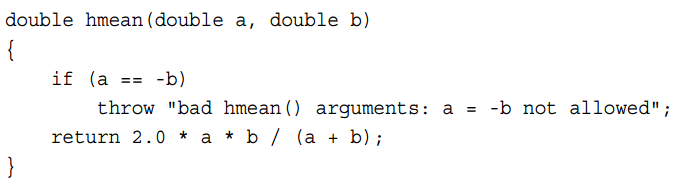 double hmean(double a, double b)
{
    if (a == -b)
        throw "bad hmean() arguments: a = -b not allowed";
    return 2.0 * a * b / (a + b);
}